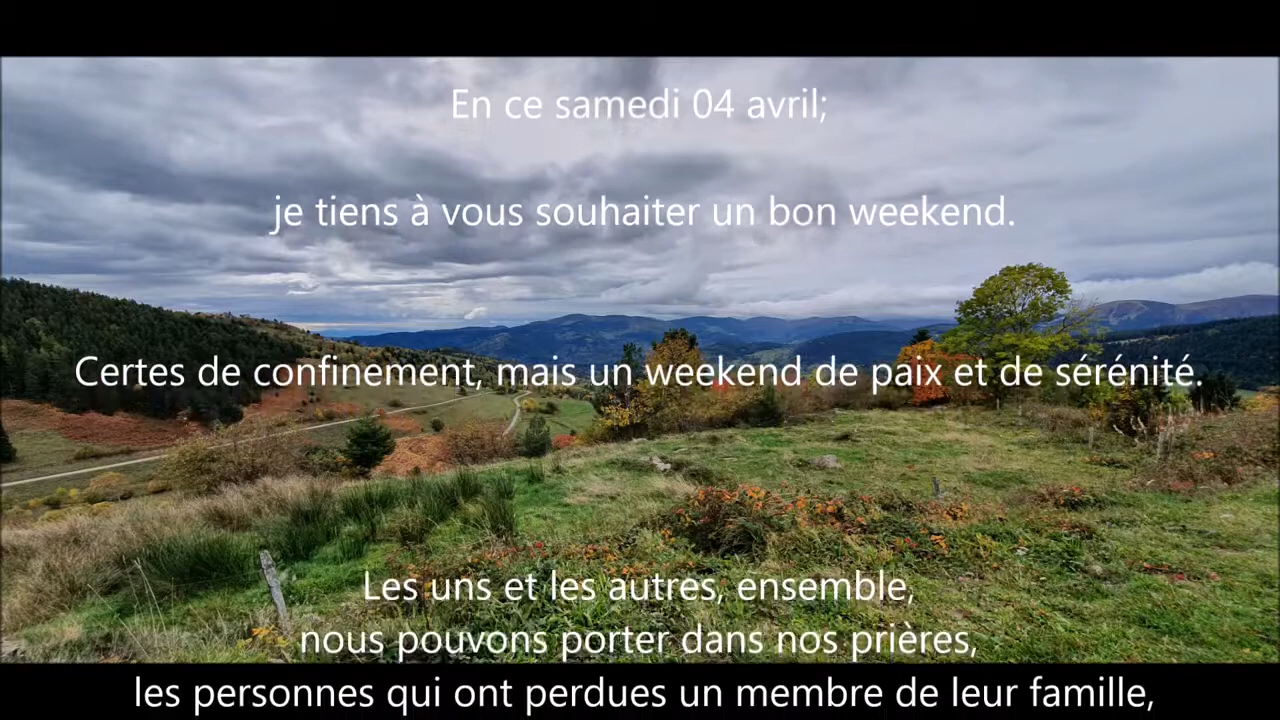 En ce samedi 04 avril;
je tiens à vous souhaiter un bon weekend.
Certes de confinement, mais un weekend de paix et de sérénité.
Les uns et les autres, ensemble,
nous pouvons porter dans nos prières,
les personnes qui ont perdues un membre de leur famille,